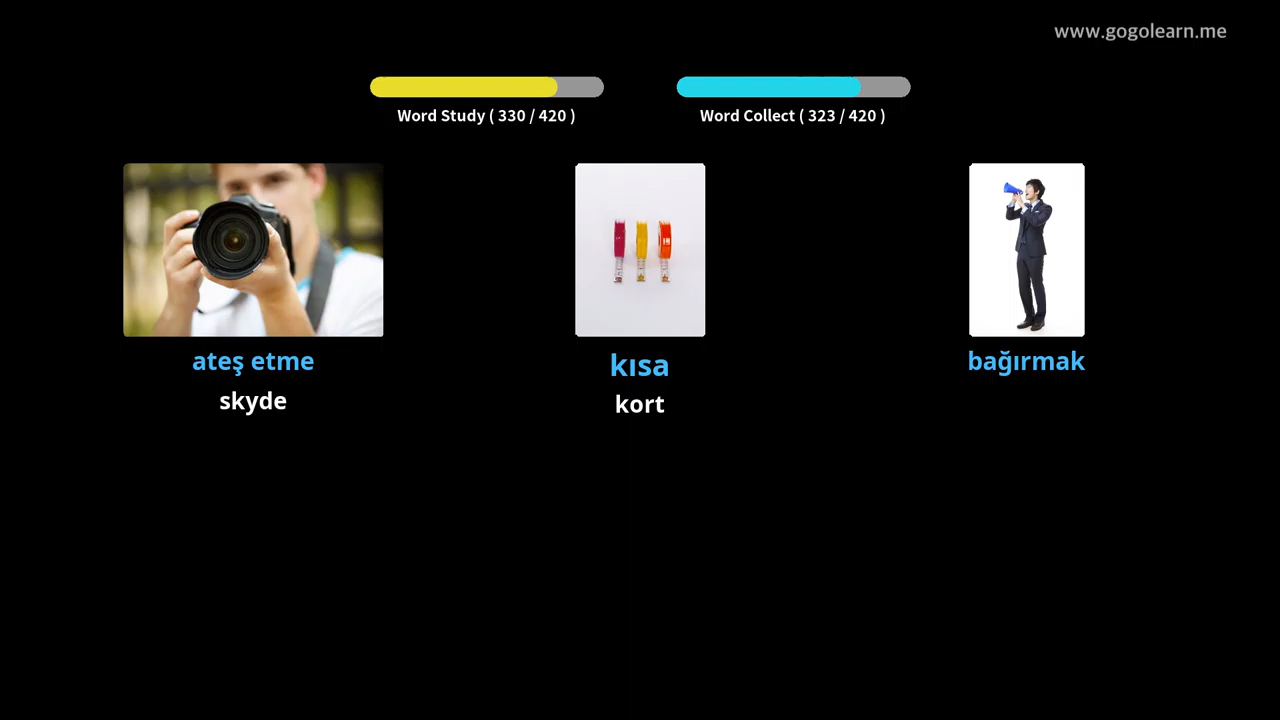 www.gogolearn.me
Word Study ( 330 / 420 )
Word Collect ( 323 / 420 )
ateş etme
skyde
kısa
kort
bağırmak